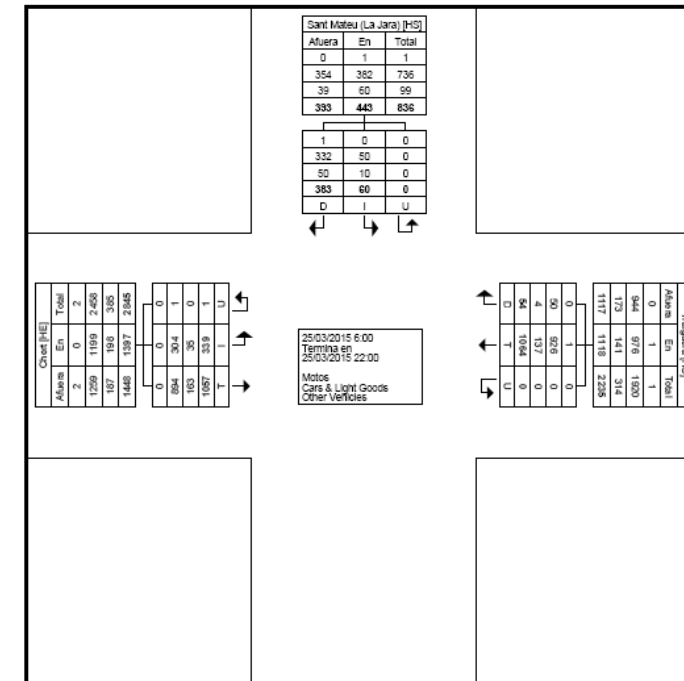 Sant Mateu (La Jara) [HS]
Afuera En Total
0 1 1
354 382 736
39 60 99
393 443 836
1 0 0
332 50 0
50 10 0
383 60 0
D I U
Chert [HE]
Afuera En Total
2 0 2
1259 1199 2458
187 198 385
1448 1397 2845
0 0 0
894 304 1
163 35 0
1057 339 1
T I U
25/03/2015 6:00
Termina en
25/03/2015 22:00
Motos
Cars & Light Goods
Other Vehicles
Afuera En Total
0 1 1
944 976 1920
173 141 314
1117 1118 2235
0 1 0
50 926 0
4 137 0
54 1064 0
D T U